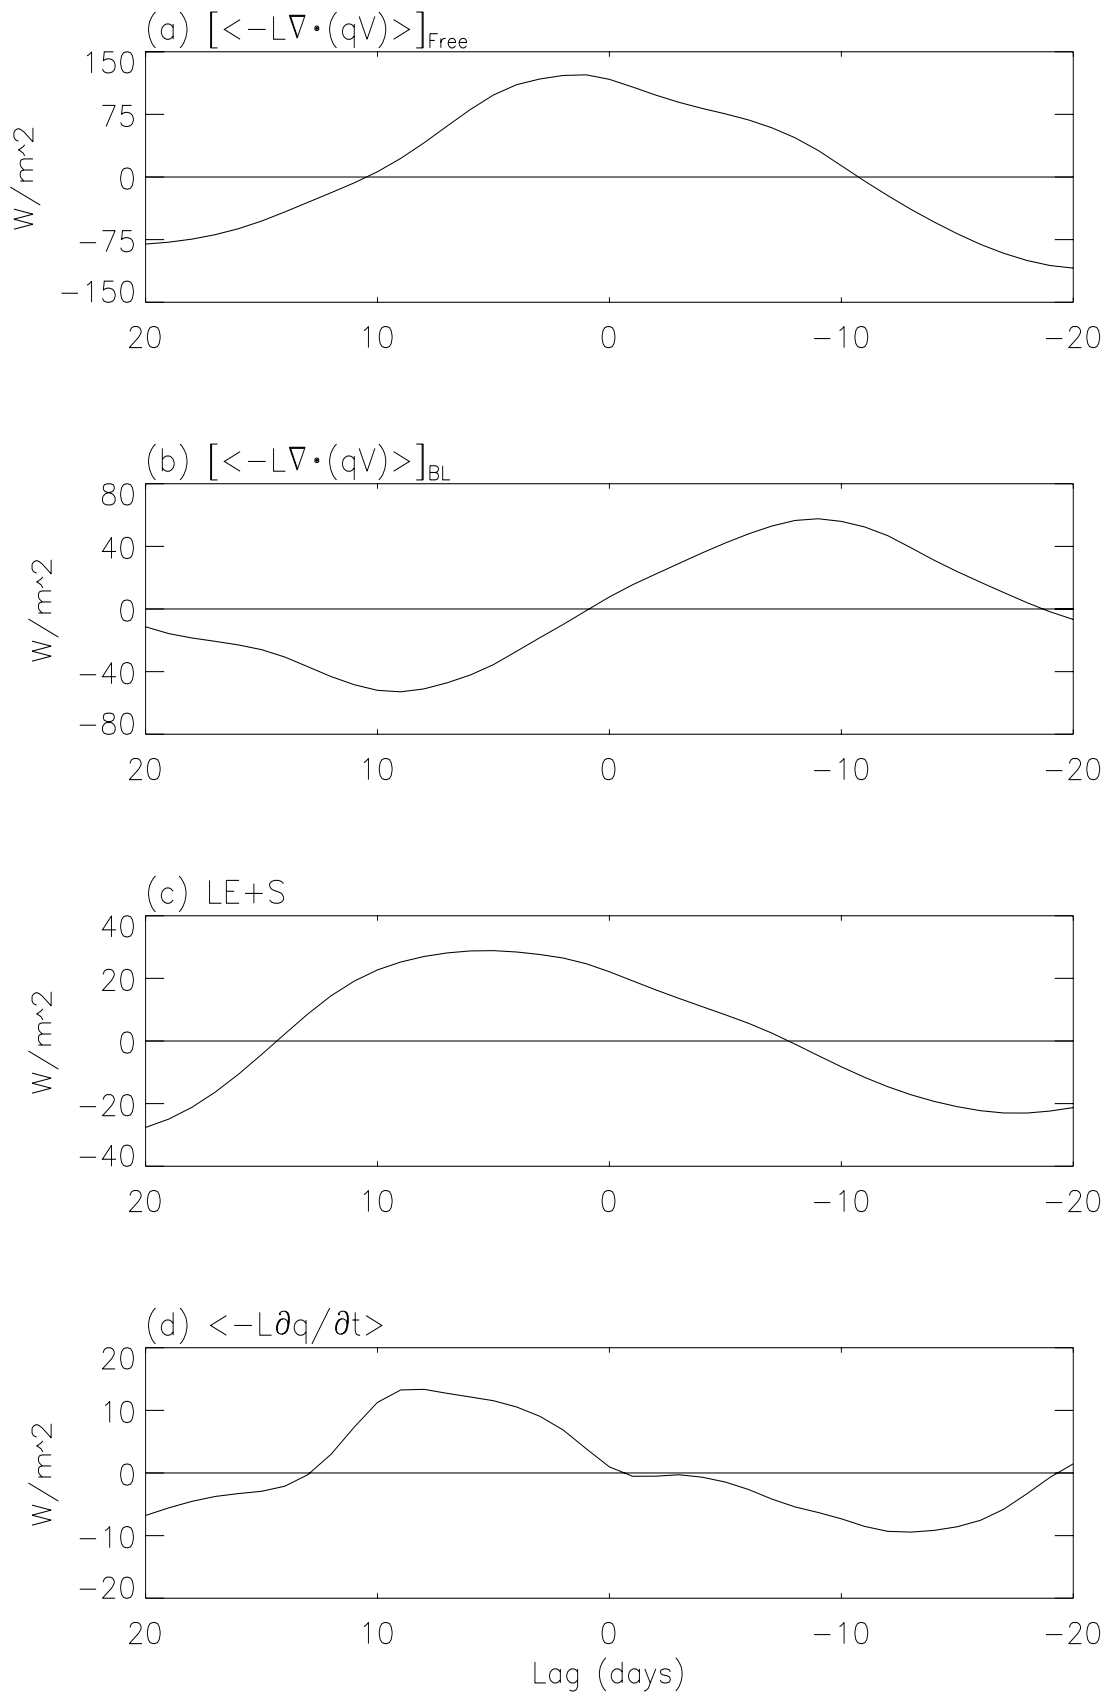 (a) [<−L∇•(qV)>]Free
150
75
0
−75
−150
W/m^2
20 10 0 −10 −20
(b) [<−L∇•(qV)>]BL
80
40
0
−40
−80
W/m^2
20 10 0 −10 −20
(c) LE+S
40
20
0
−20
−40
W/m^2
20 10 0 −10 −20
(d) <−L∂q/∂t>
20
10
0
−10
−20
W/m^2
20 10 0 −10 −20
Lag (days)